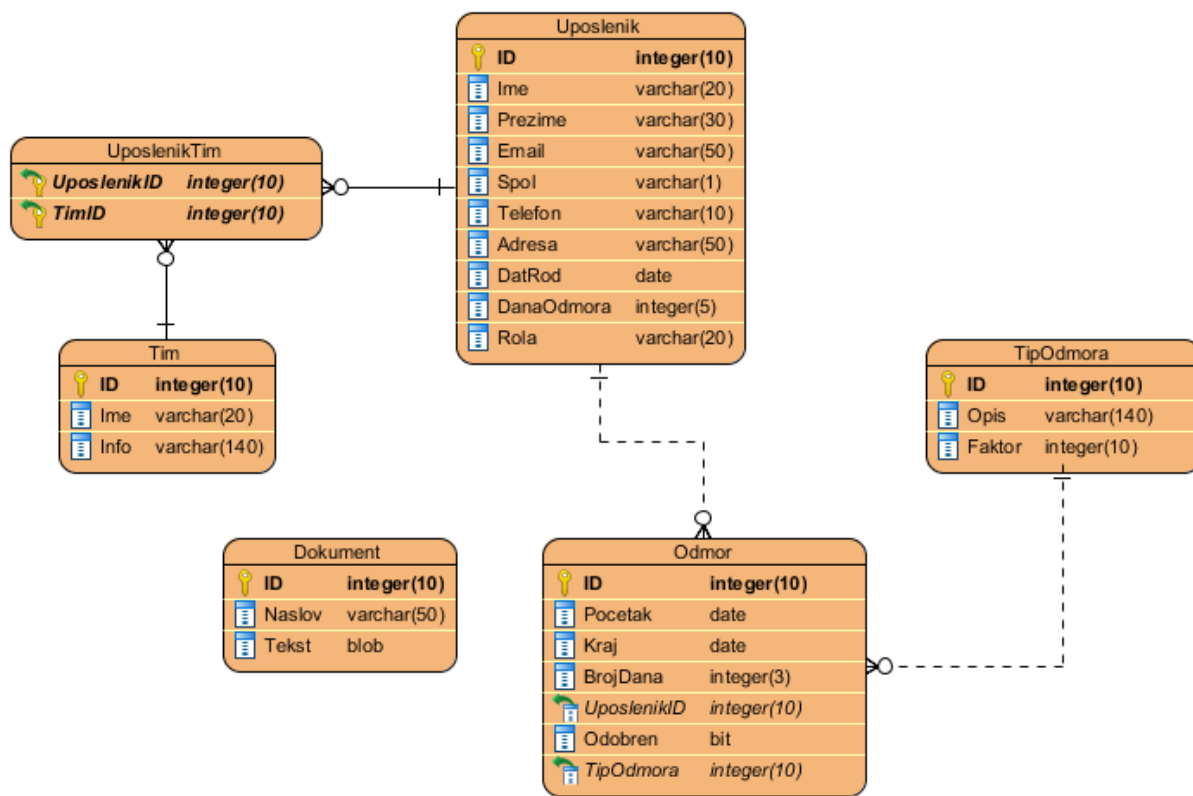 Uposlenik
ID integer(10)
Ime varchar(20)
Prezime varchar(30)
Email varchar(50)
Spol varchar(1)
Telefon varchar(10)
Adresa varchar(50)
DatRod date
DanaOdmora integer(5)
Rola varchar(20)
UposlenikTim
UposlenikID integer(10)
TimID integer(10)
Tim
ID integer(10)
Ime varchar(20)
Info varchar(140)
TipOdmora
ID integer(10)
Opis varchar(140)
Faktor integer(10)
Dokument
ID integer(10)
Naslov varchar(50)
Tekst blob
Odmor
ID integer(10)
Pocetak date
Kraj date
BrojDana integer(3)
UposlenikID integer(10)
Odobren bit
TipOdmora integer(10)